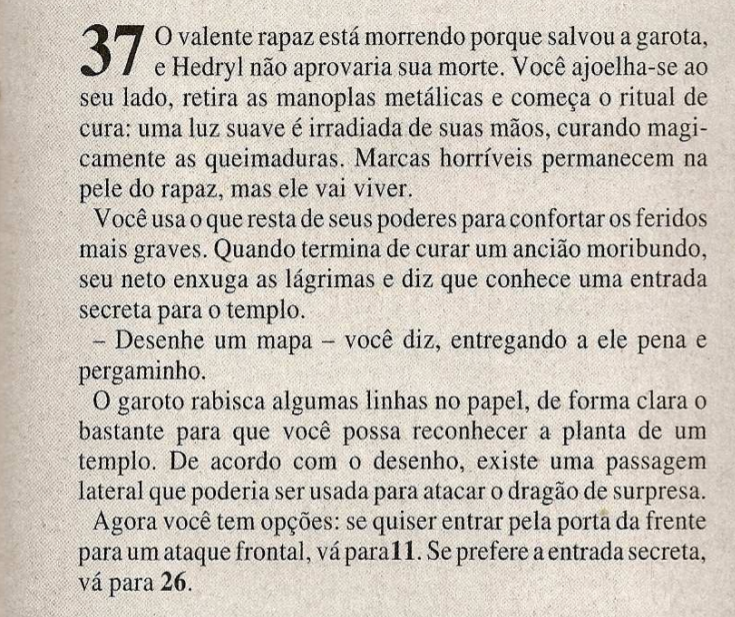 37 O valente rapaz está morrendo porque salvou a garota,
e Hedryl não aprovaria sua morte. Você ajoelha-se ao
seu lado, retira as manoplas metálicas e começa o ritual de
cura: uma luz suave é irradiada de suas mãos, curando magi-
camente as queimaduras. Marcas horríveis permanecem na
pele do rapaz, mas ele vai viver.
Você usa o que resta de seus poderes para confortar os feridos
mais graves. Quando termina de curar um ancião moribundo,
seu neto enxuga as lágrimas e diz que conhece uma entrada
secreta para o templo.
– Desenhe um mapa – você diz, entregando a ele pena e
pergaminho.
O garoto rabisca algumas linhas no papel, de forma clara o
bastante para que você possa reconhecer a planta de um
templo. De acordo com o desenho, existe uma passagem
lateral que poderia ser usada para atacar o dragão de surpresa.
Agora você tem opções: se quiser entrar pela porta da frente
para um ataque frontal, vá para 11. Se prefere a entrada secreta,
vá para 26.